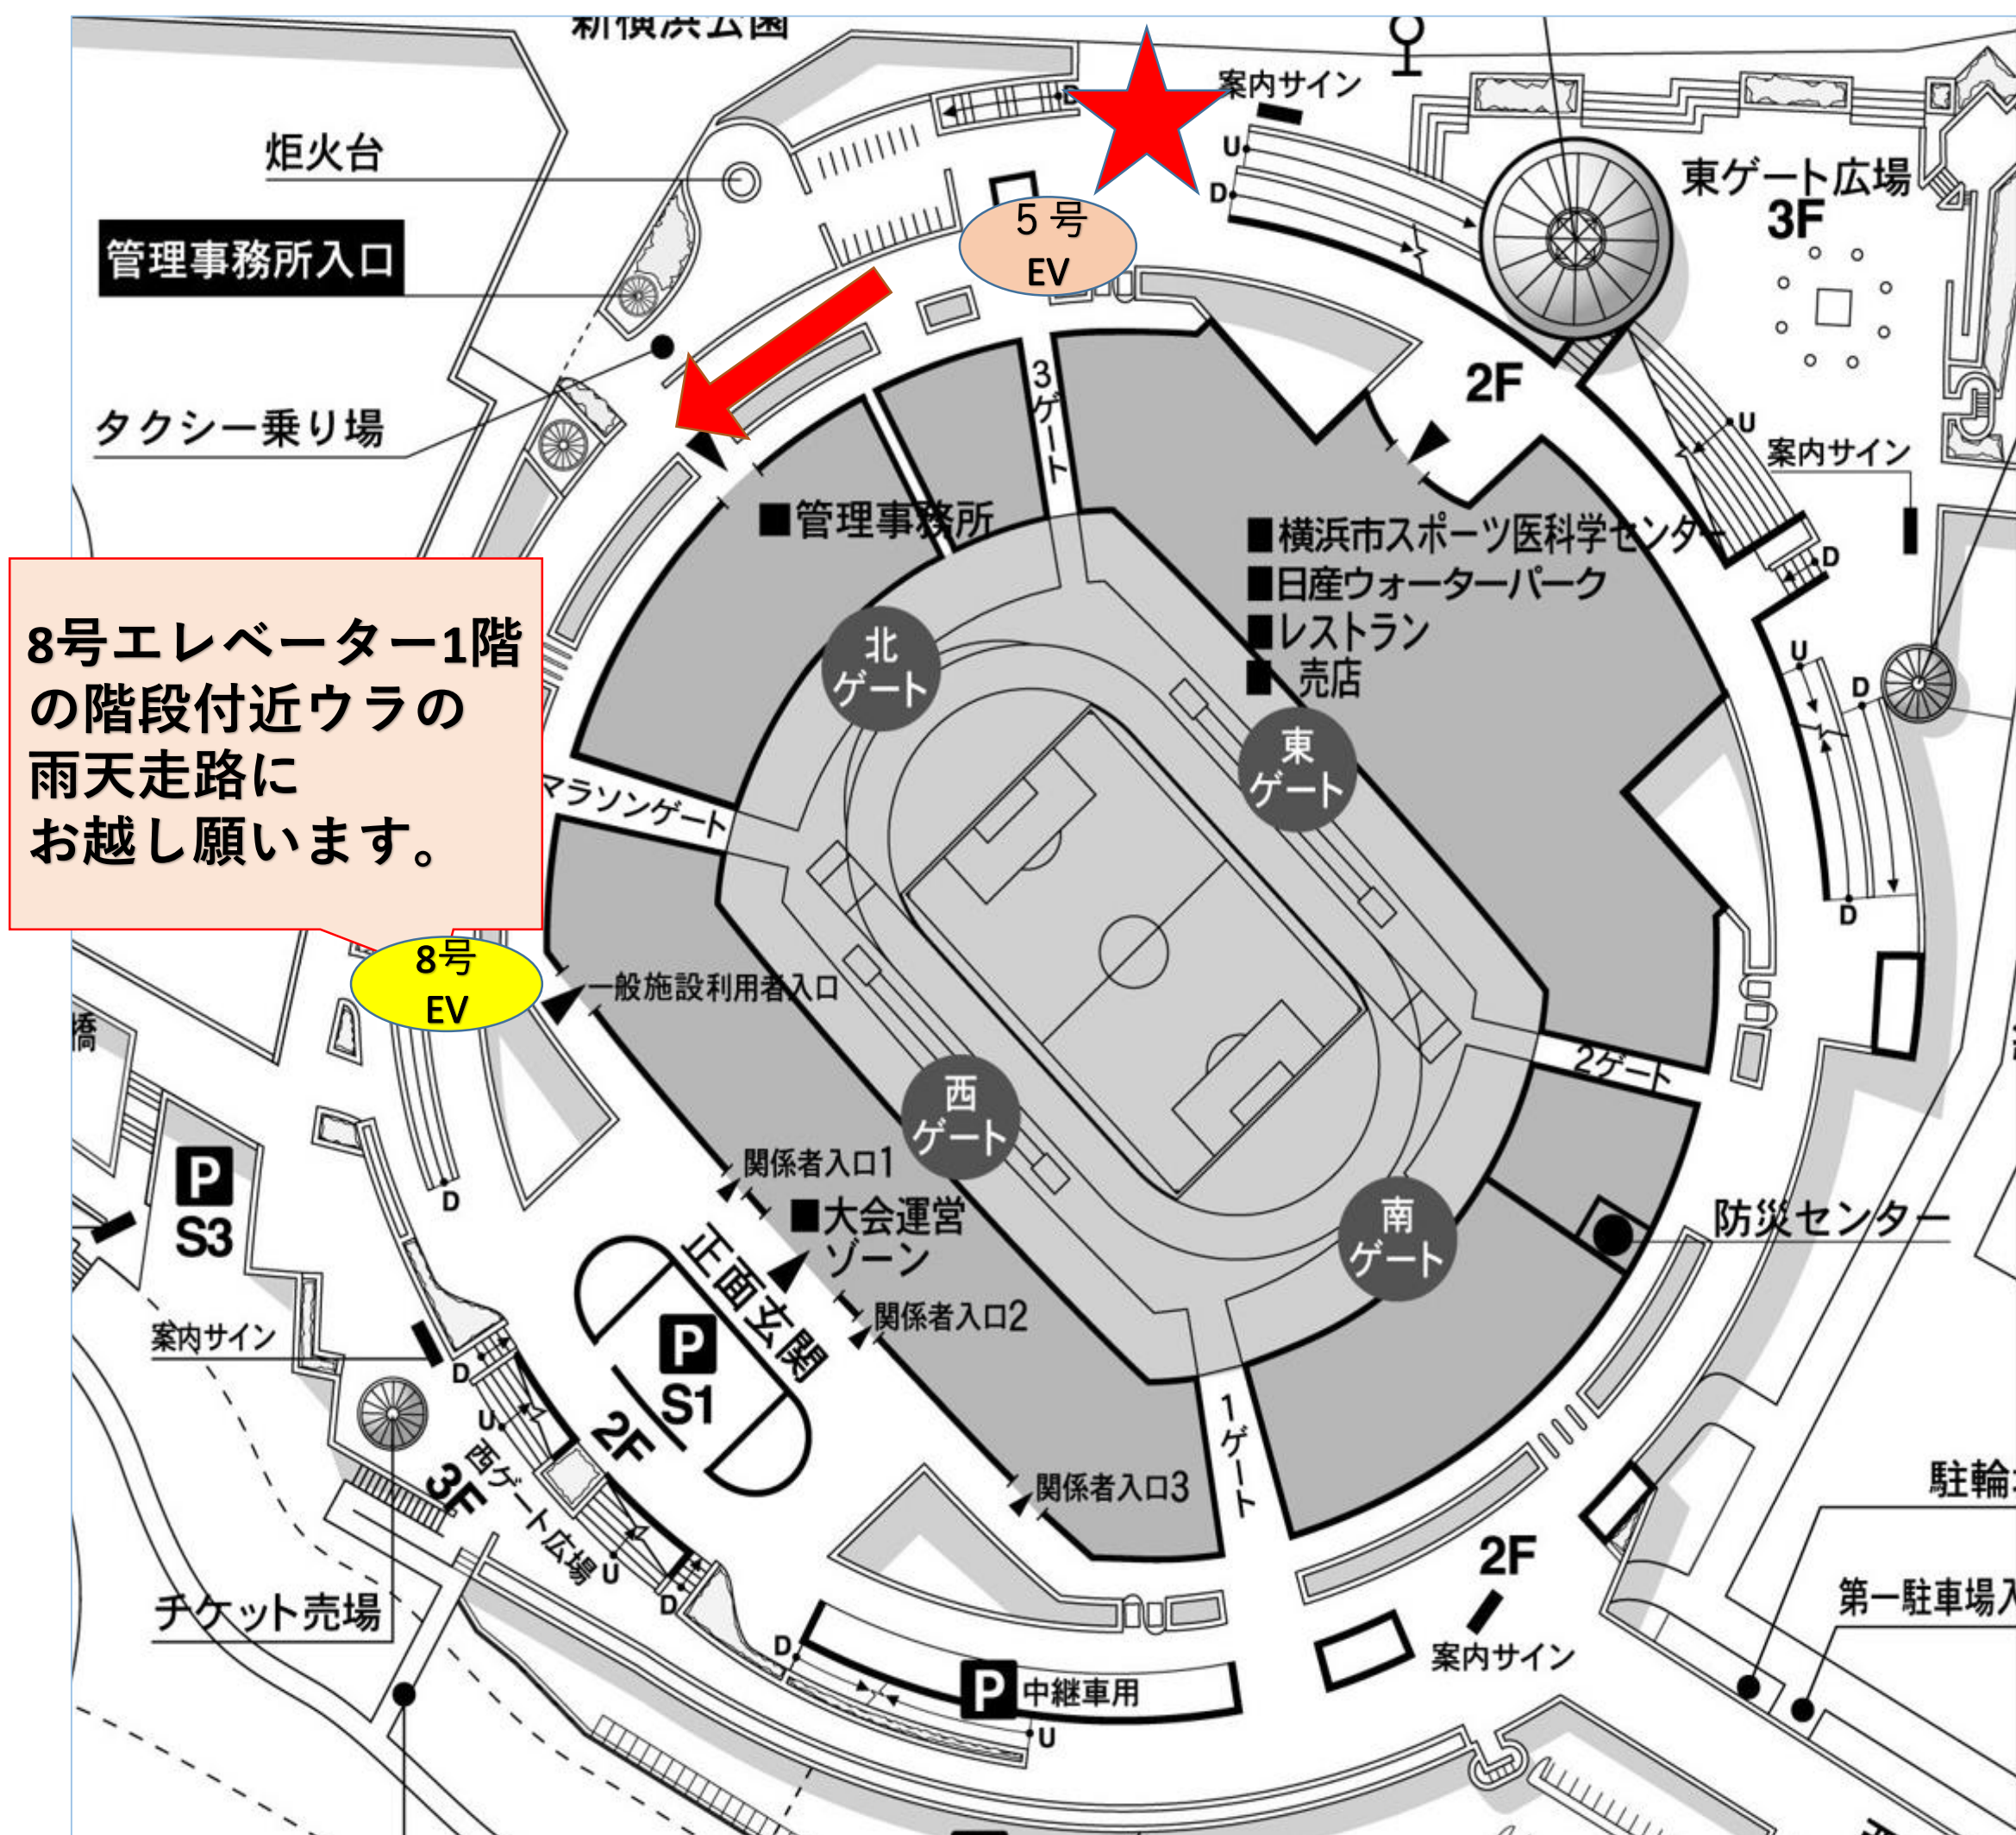 新横浜公園
案内サイン
炬火台
東ゲート広場
3F
U
D
管理事務所入口
5号
EV
2F
タクシー乗り場
3ゲート
U
案内サイン
■管理事務所
■横浜市スポーツ医科学センター
■日産ウォーターパーク
■レストラン
■ 売店
D
8号エレベーター1階
の階段付近ウラの
雨天走路に
お越し願います。
北
ゲート
東
ゲート
U
D
D
マラソンゲート
8号
EV
一般施設利用者入口
橋
2ゲート
西
ゲート
関係者入口1
■大会運営
ゾーン
正面玄関
関係者入口2
南
ゲート
防災センター
P
S3
D
案内サイン
P
S1
D
U
2F
3F
西ゲート広場
U
D
1ゲート
関係者入口3
チケット売場
2F
案内サイン
駐輪
第一駐車場入
D
P 中継車用
U